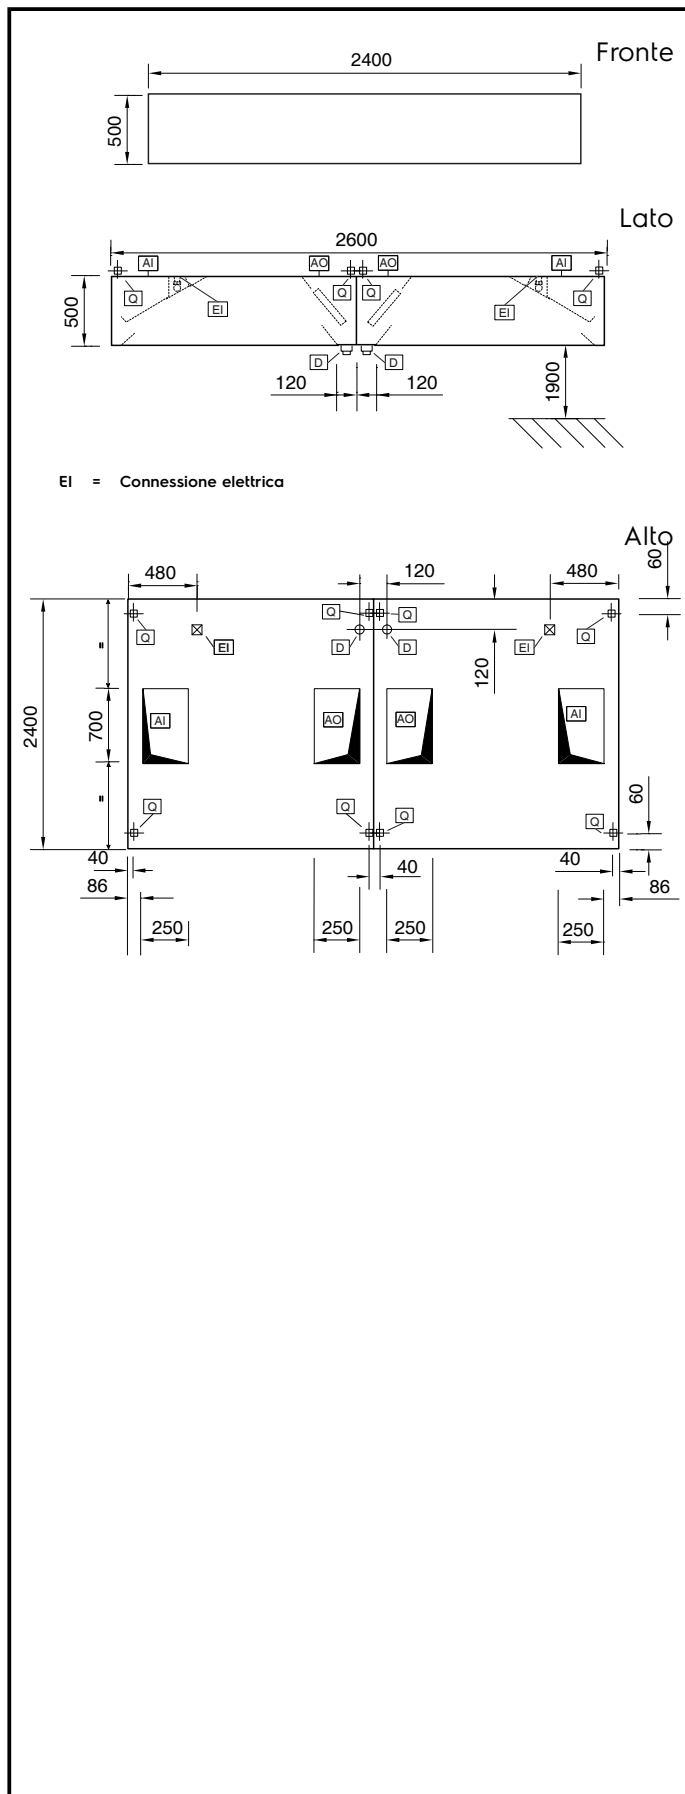 Fronte
2400
500
Lato
2600
AI AO AO AI
Q Q Q Q
EI EI
500
D D
120 120
1900
EI = Connessione elettrica
Alto
480 120 480 60
Q Q
Q Q
EI D D EI
= 120
AI AO AO AI
2400 700
=
Q Q Q Q
60
40 40 40
86 86
250 250 250 250